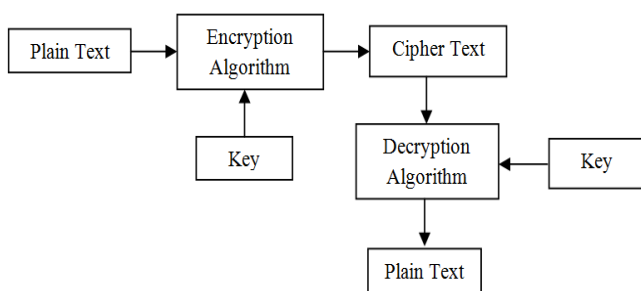 Plain Text
Encryption
Algorithm
Cipher Text
Key
Decryption
Algorithm
Key
Plain Text